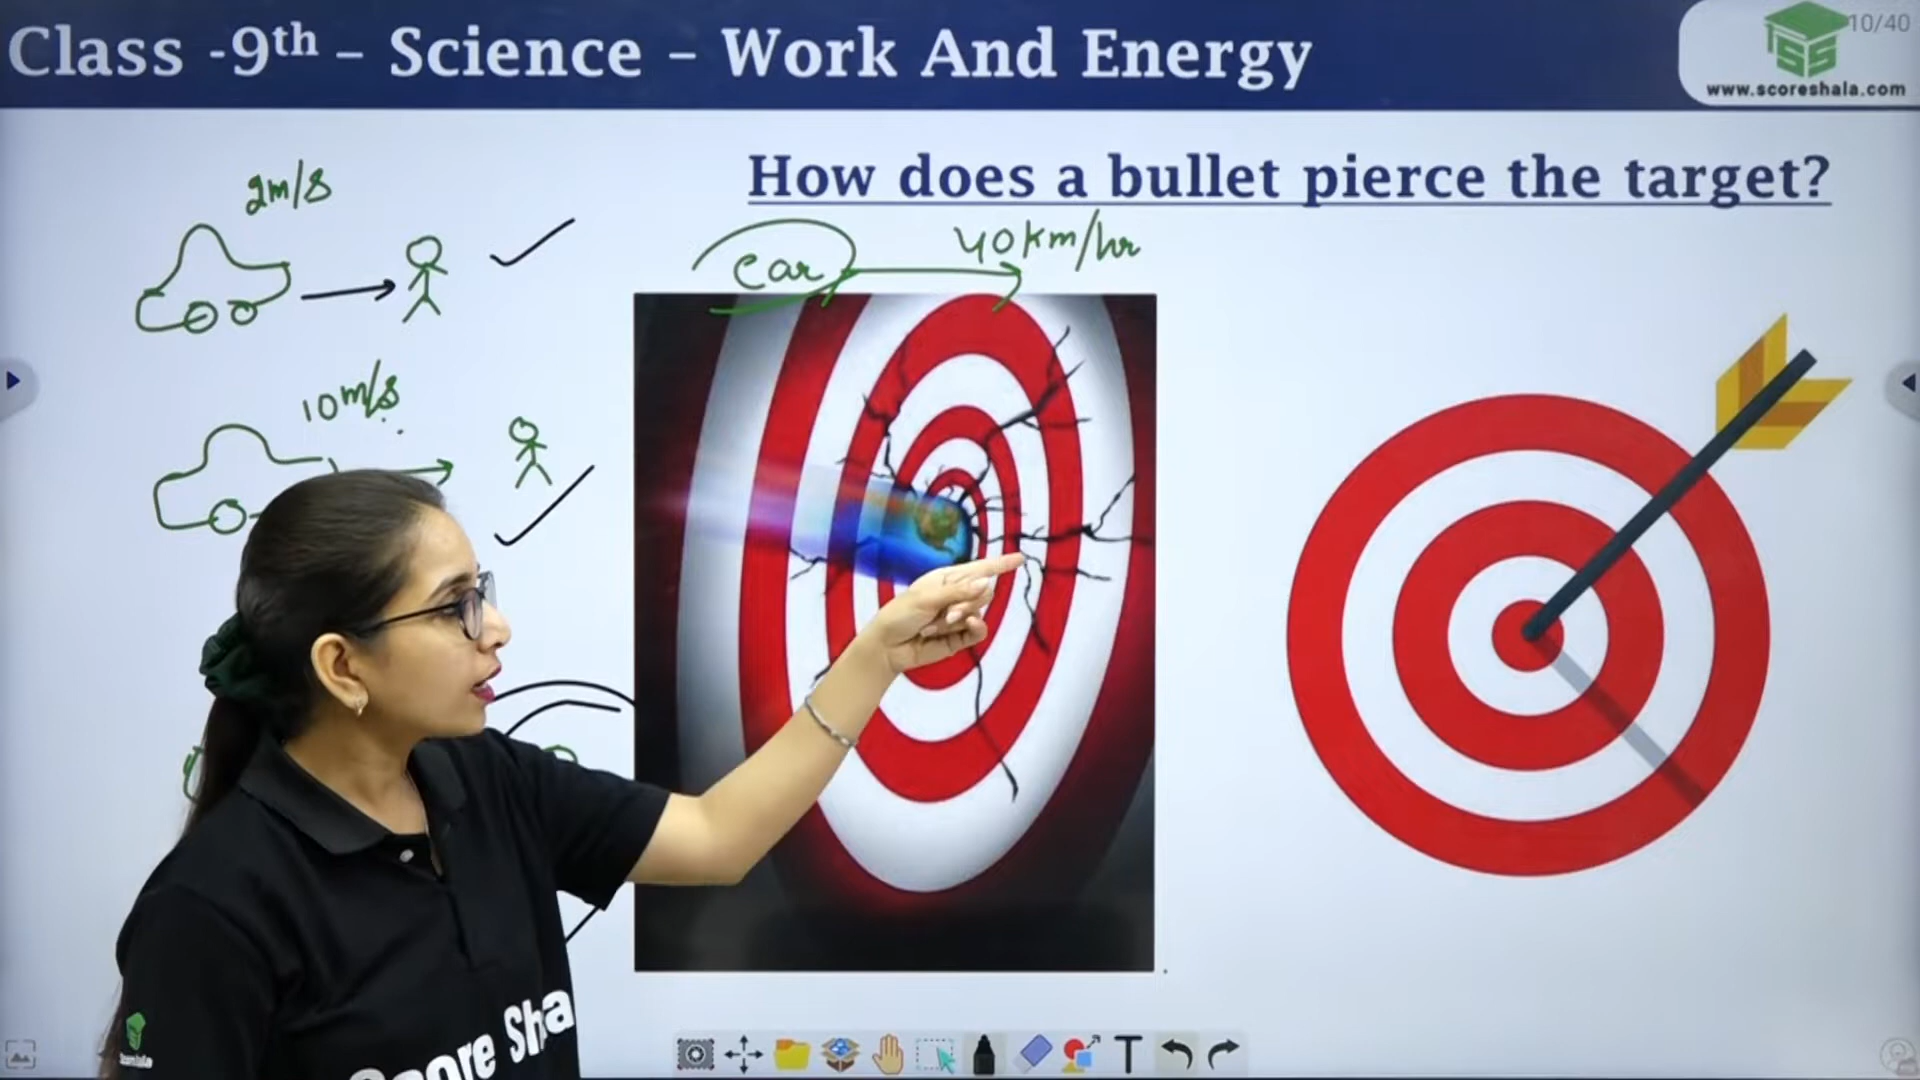 Class -9th – Science – Work And Energy
10/40
SS
www.scoreshala.com
How does a bullet pierce the target?
2m/s
car
40km/hr
10m/s
Score Sha
T